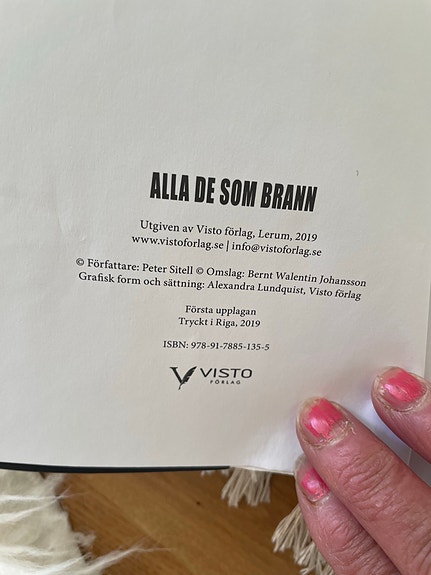 ALLA DE SOM BRANN
Utgiven av Visto förlag, Lerum, 2019
www.vistoforlag.se | info@vistoforlag.se
© Författare: Peter Sitell © Omslag: Bernt Walentin Johansson
Grafisk form och sättning: Alexandra Lundquist, Visto förlag
Första upplagan
Tryckt i Riga, 2019
ISBN: 978-91-7885-135-5
VISTO
FÖRLAG